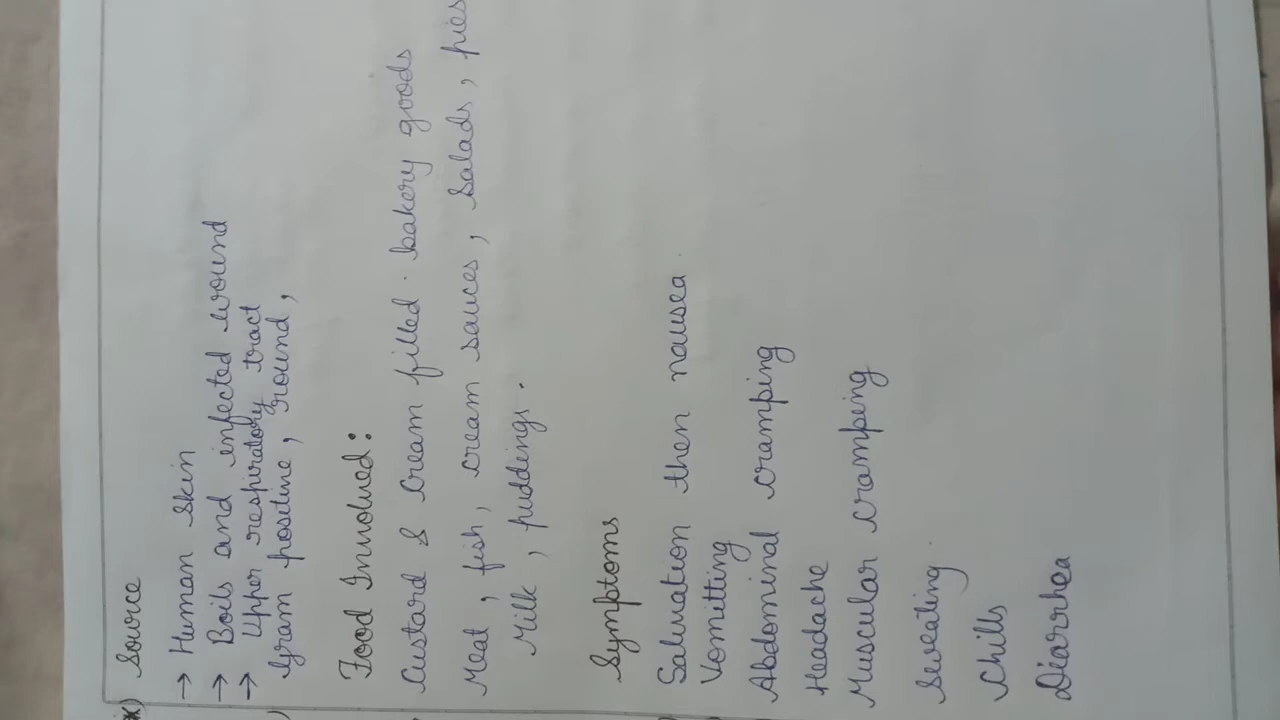 *) Source
→ Human skin
→ Boils and infected wound
→ Upper respiratory tract
Gram positive, round,
Food Involved:
Custard & cream filled bakery goods
Meat, fish, cream sauces, salads, pies
Milk, puddings.
Symptoms
Salivation then nausea
Vomitting
Abdominal cramping
Headache
Muscular cramping
Sweating
Chills
Diarrhea